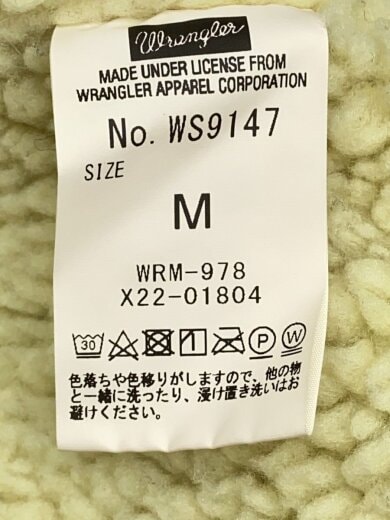 Wrangler
MADE UNDER LICENSE FROM
WRANGLER APPAREL CORPORATION
No. WS9147
SIZE
M
WRM-978
X22-01804
30 P W
色落ちや色移りがしますので、他の物
と一緒に洗ったり、浸け置き洗いはお
避けください。